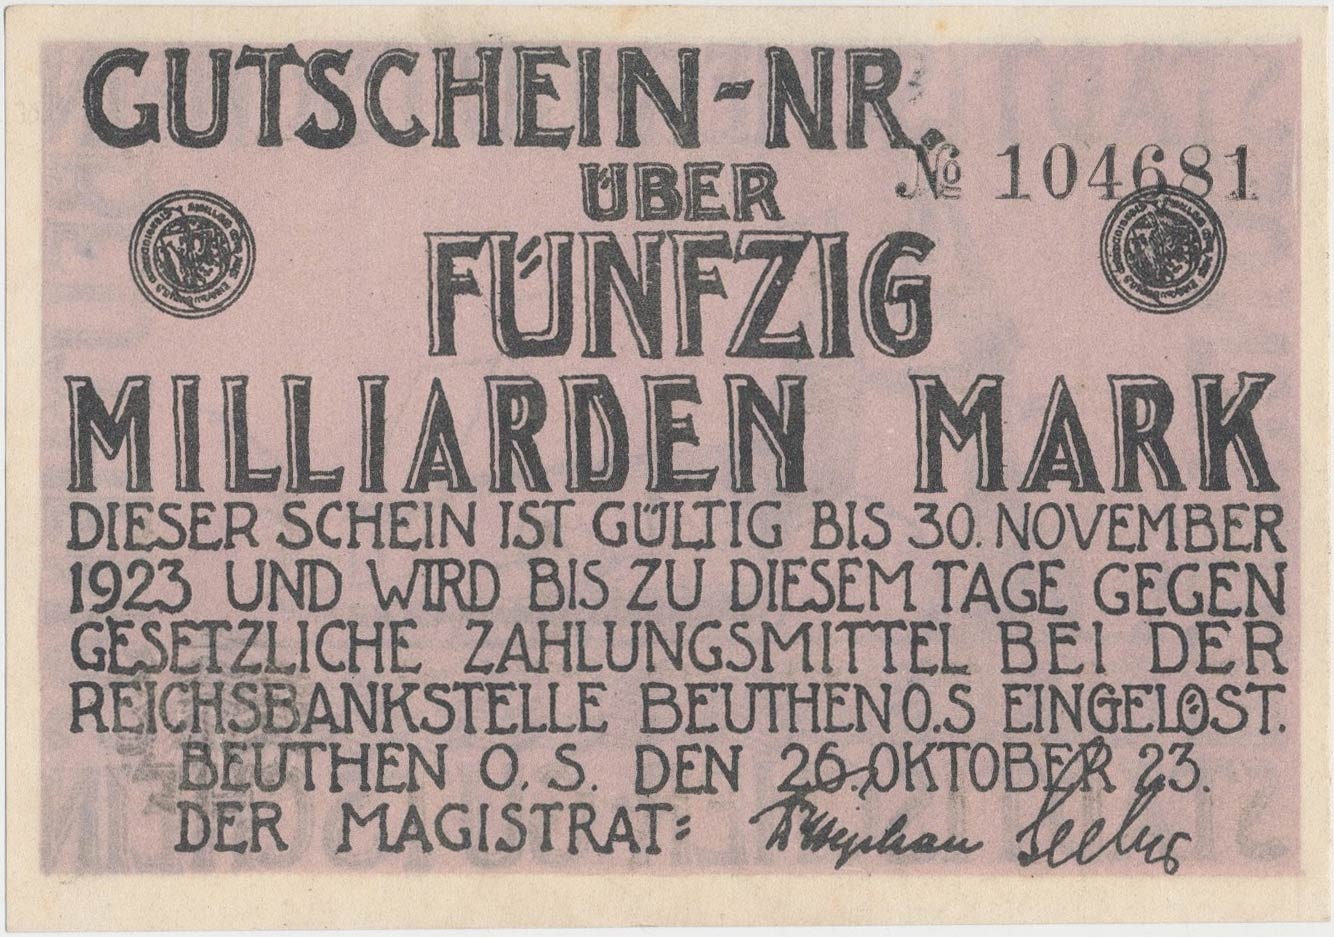 GUTSCHEIN-NR.
№ 104681
ÜBER
FÜNFZIG
MILLIARDEN MARK
DIESER SCHEIN IST GÜLTIG BIS 30. NOVEMBER
1923 UND WIRD BIS ZU DIESEM TAGE GEGEN
GESETZLICHE ZAHLUNGSMITTEL BEI DER
REICHSBANKSTELLE BEUTHEN O.S EINGELÖST.
BEUTHEN O. S. DEN 26. OKTOBER 23.
DER MAGISTRAT: